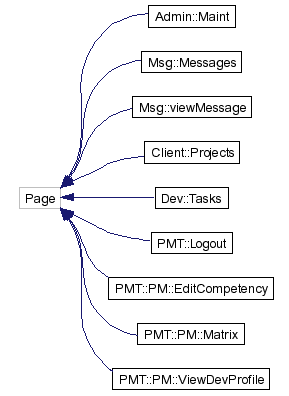 Admin::Maint
Msg::Messages
Msg::viewMessage
Client::Projects
Page
Dev::Tasks
PMT::Logout
PMT::PM::EditCompetency
PMT::PM::Matrix
PMT::PM::ViewDevProfile